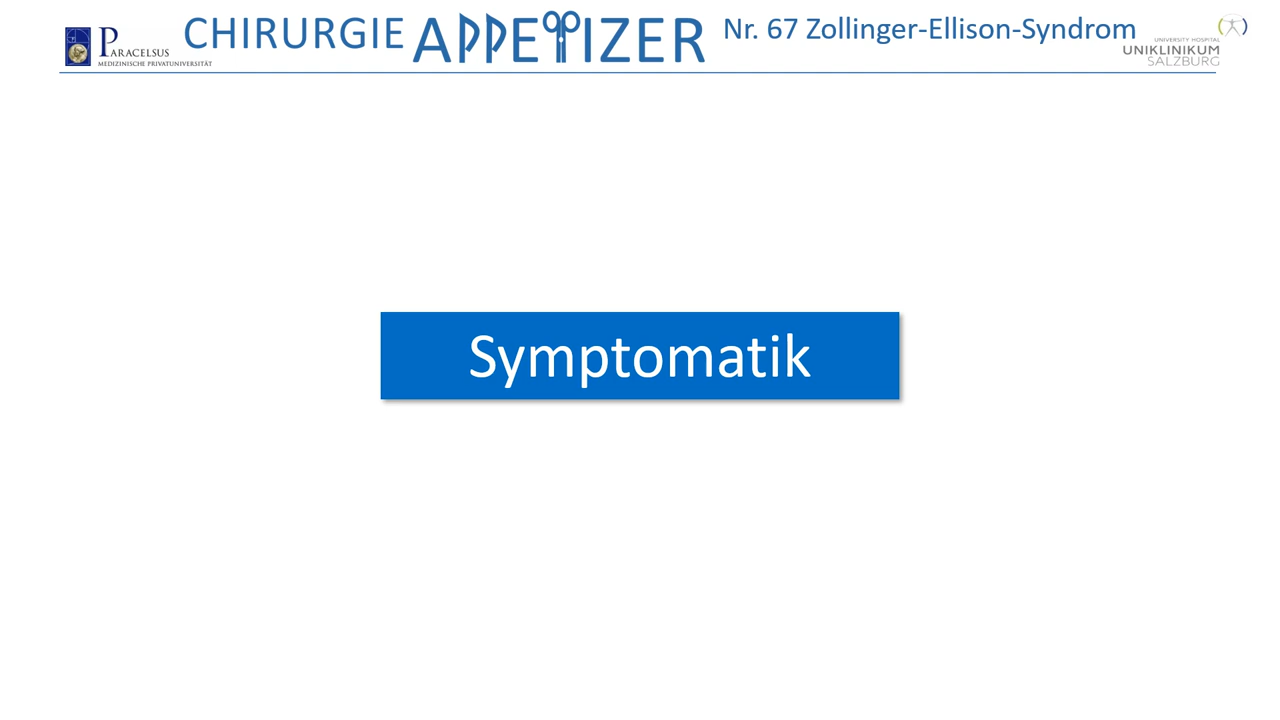 PARACELSUS
MEDIZINISCHE PRIVATUNIVERSITÄT
CHIRURGIE APPETIZER
Nr. 67 Zollinger-Ellison-Syndrom
UNIVERSITY HOSPITAL
UNIKLINIKUM
SALZBURG
Symptomatik